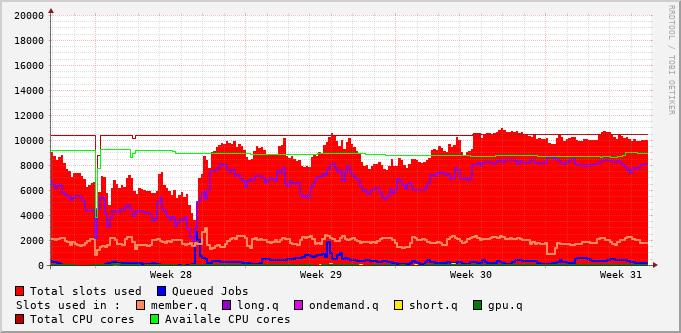 20000
18000
16000
14000
12000
10000
8000
6000
4000
2000
0
Week 28 Week 29 Week 30 Week 31
Total slots used Queued Jobs
Slots used in : member.q long.q ondemand.q short.q gpu.q
Total CPU cores Availale CPU cores
RRDTOOL / TOBI OETIKER